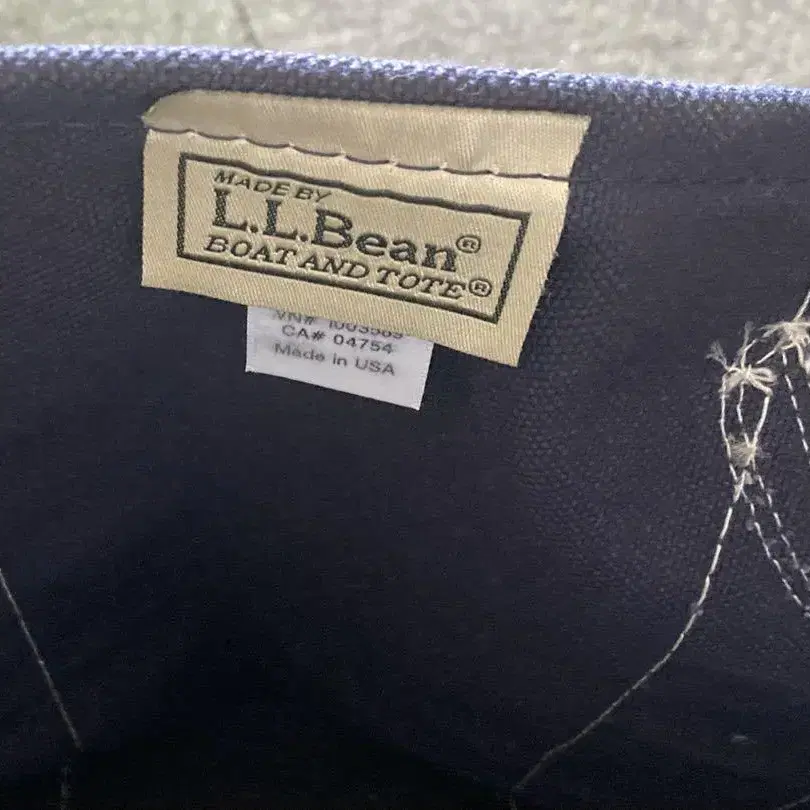 MADE BY
L.L.Bean®
BOAT AND TOTE®
CA# 04754
Made in USA